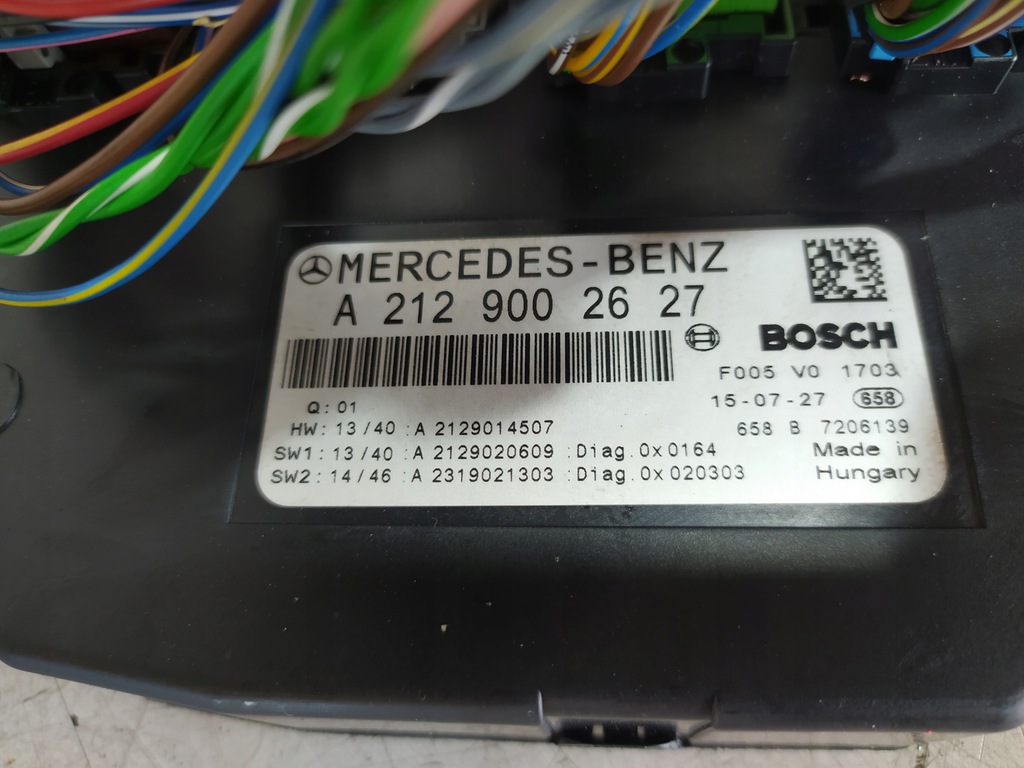 MERCEDES-BENZ
A 212 900 26 27
BOSCH
F005 V0 1703
15-07-27 658
Q: 01
HW: 13/40 :A 2129014507
658 B 7206139
SW1: 13/40 :A 2129020609 :Diag.0x0164
Made in
SW2: 14/46 :A 2319021303 :Diag.0x020303
Hungary